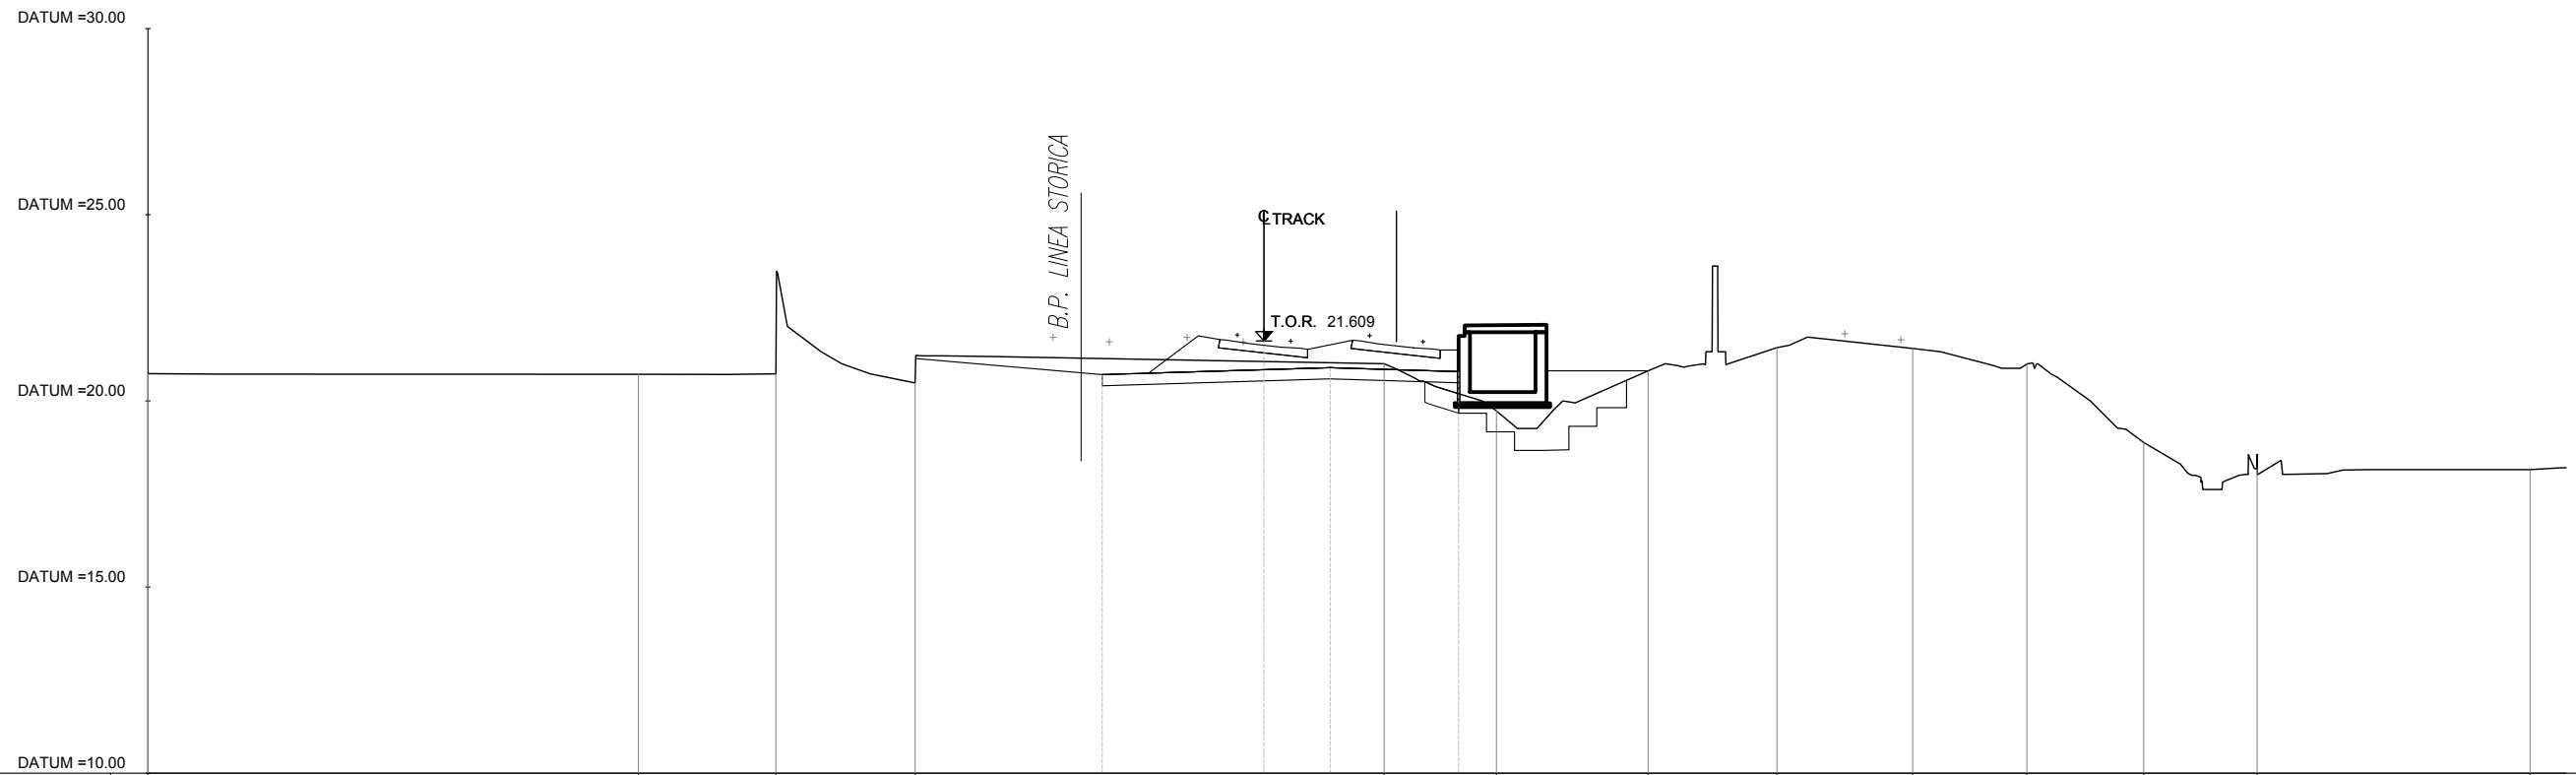 DATUM =30.00
B.P. LINEA STORICA
DATUM =25.00
℄ TRACK
T.O.R. 21.609
DATUM =20.00
DATUM =15.00
DATUM =10.00